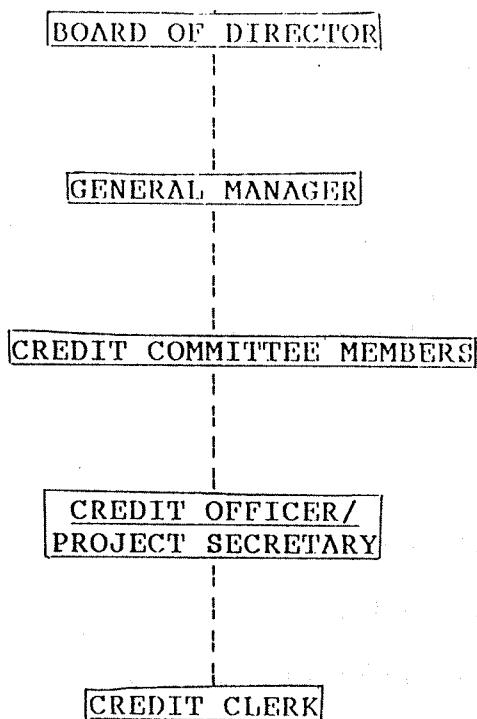 BOARD OF DIRECTOR
GENERAL MANAGER
CREDIT COMMITTEE MEMBERS
CREDIT OFFICER/
PROJECT SECRETARY
CREDIT CLERK